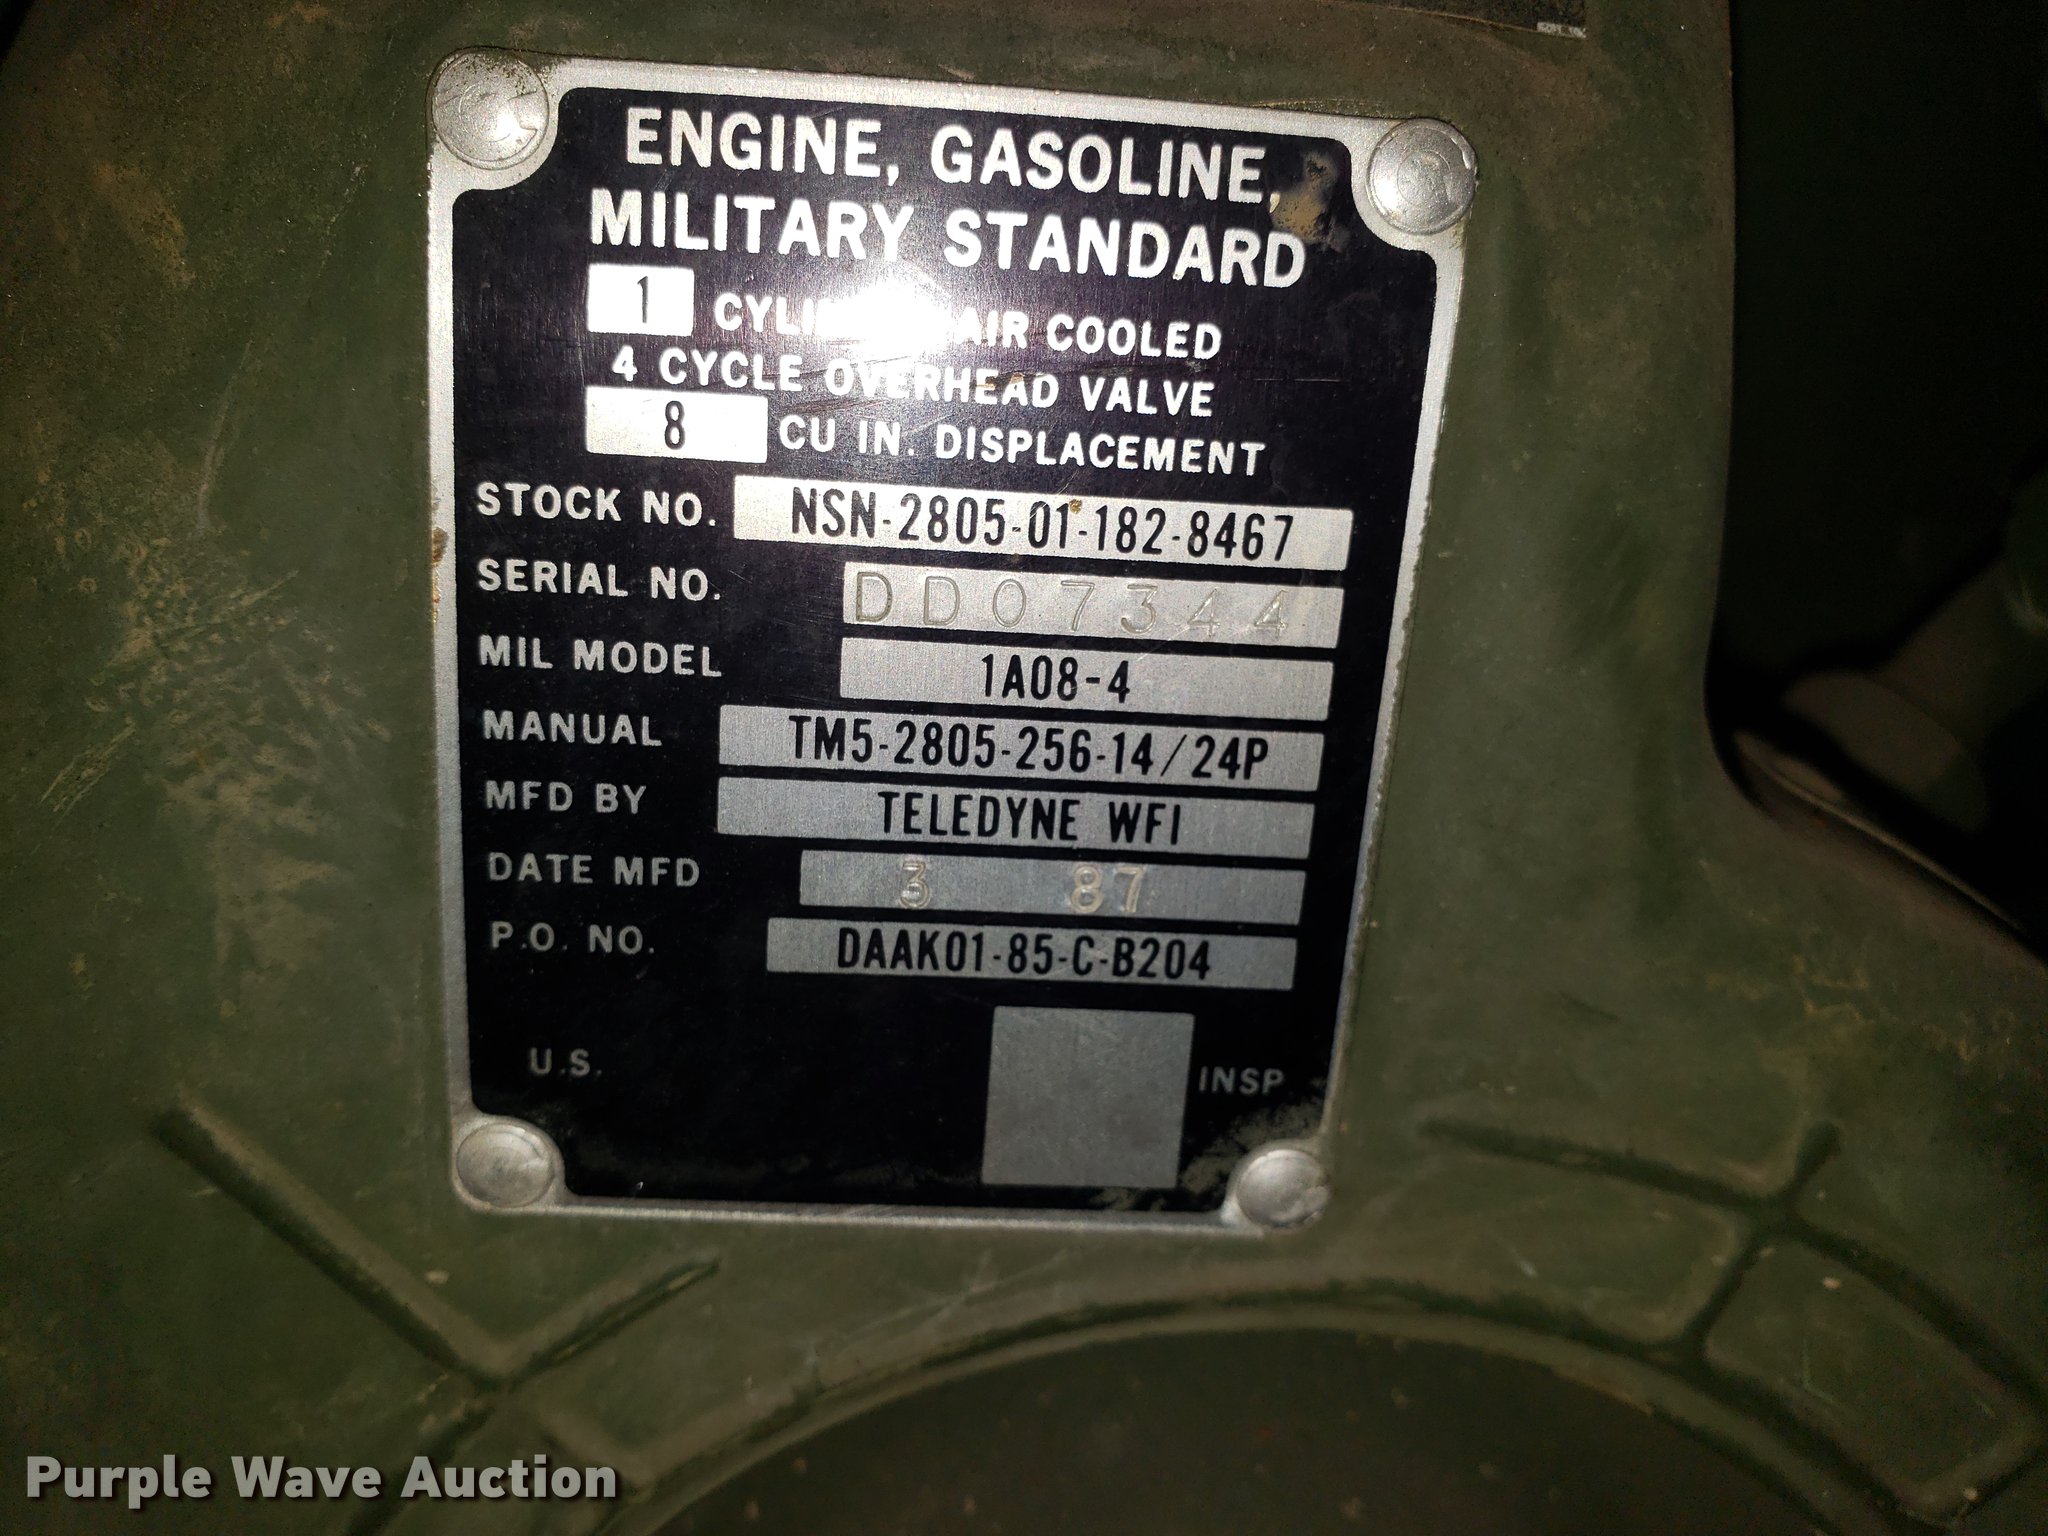 ENGINE, GASOLINE,
MILITARY STANDARD
1 AIR COOLED
4 CYCLE OVERHEAD VALVE
8 CU IN. DISPLACEMENT
STOCK NO. NSN-2805-01-182-8467
SERIAL NO. DD07344
MIL MODEL 1A08-4
MANUAL TM5-2805-256-14/24P
MFD BY TELEDYNE WFI
DATE MFD 3 87
P.O. NO. DAAK01-85-C-B204
U.S. INSP
Purple Wave Auction